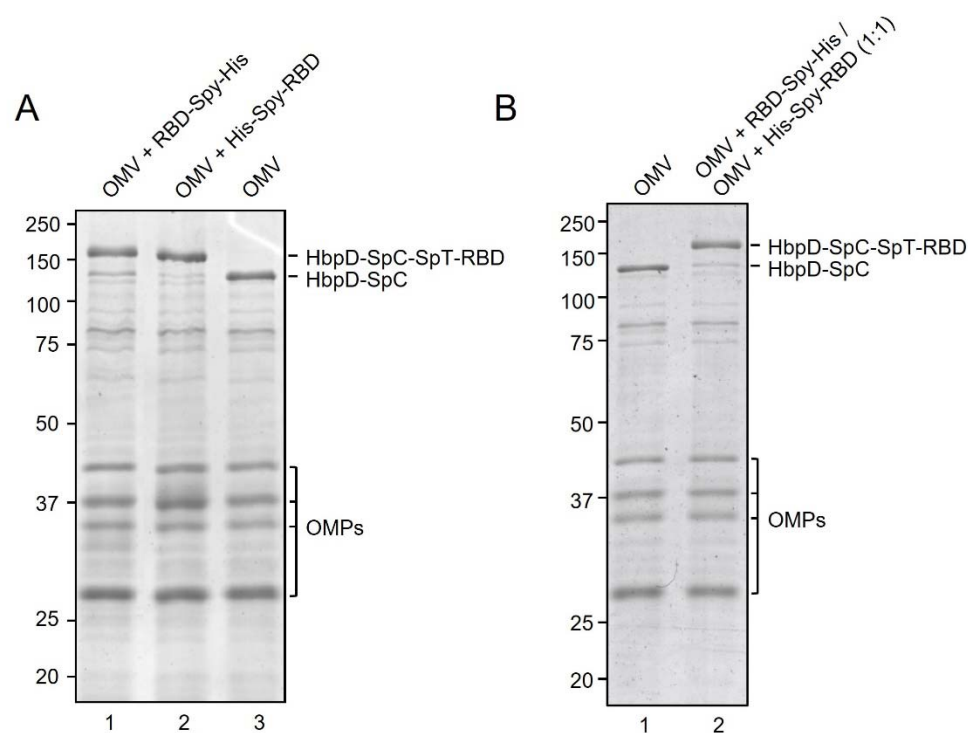 A
OMV + RBD-Spy-His
OMV + His-Spy-RBD
OMV
250
150
100
75
50
37
25
20
HbpD-SpC-SpT-RBD
HbpD-SpC
OMPs
1
2
3
B
OMV
OMV + RBD-Spy-His /
OMV + His-Spy-RBD (1:1)
250
150
100
75
50
37
25
20
HbpD-SpC-SpT-RBD
HbpD-SpC
OMPs
1
2